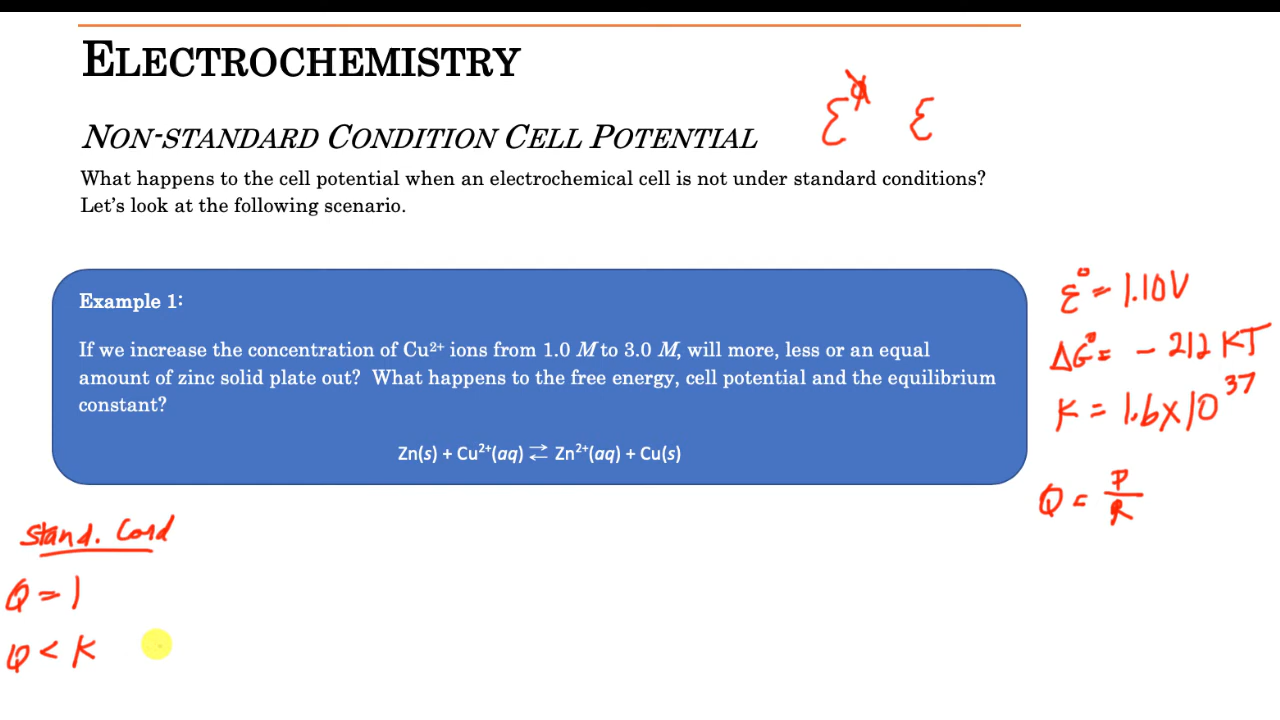 ELECTROCHEMISTRY
NON-STANDARD CONDITION CELL POTENTIAL
ℰ° ℰ
What happens to the cell potential when an electrochemical cell is not under standard conditions?
Let's look at the following scenario.
Example 1:
If we increase the concentration of Cu²⁺ ions from 1.0 M to 3.0 M, will more, less or an equal
amount of zinc solid plate out? What happens to the free energy, cell potential and the equilibrium
constant?
Zn(s) + Cu²⁺(aq) ⇄ Zn²⁺(aq) + Cu(s)
ℰ° = 1.10V
ΔG° = - 212 KJ
K = 1.6x10³⁷
Q = P/R
Stand. Cond
Q = 1
Q < K